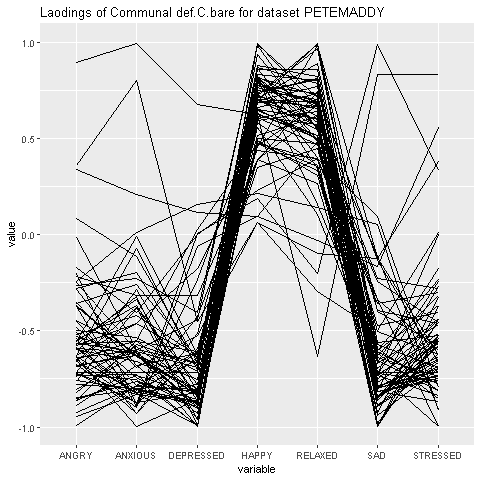 Laodings of Communal def.C.bare for dataset PETEMADDY
1.0
0.5
0.0
-0.5
-1.0
value
ANGRY ANXIOUS DEPRESSED HAPPY RELAXED SAD STRESSED
variable